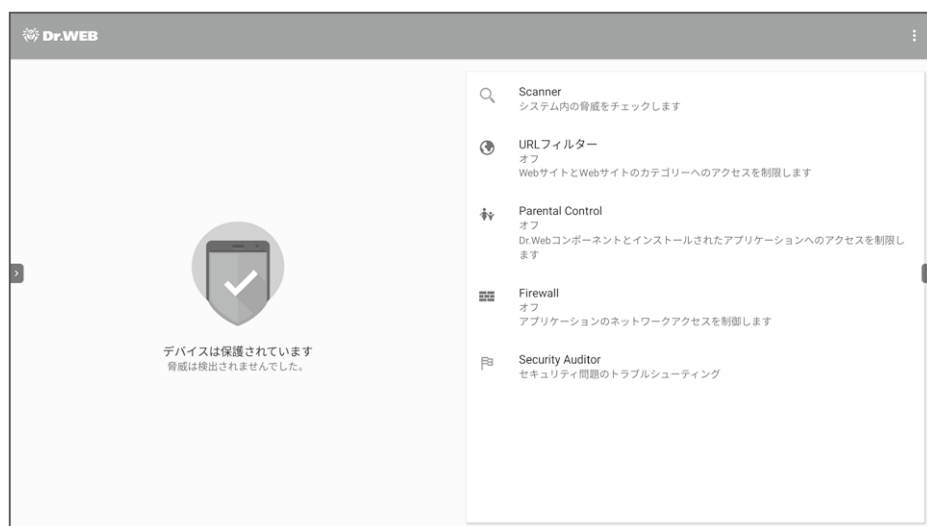 Dr.WEB
Scanner
システム内の脅威をチェックします
URLフィルター
オフ
WebサイトとWebサイトのカテゴリーへのアクセスを制限します
Parental Control
オフ
Dr.Webコンポーネントとインストールされたアプリケーションへのアクセスを制限し
ます
Firewall
オフ
アプリケーションのネットワークアクセスを制御します
Security Auditor
セキュリティ問題のトラブルシューティング
デバイスは保護されています
脅威は検出されませんでした。